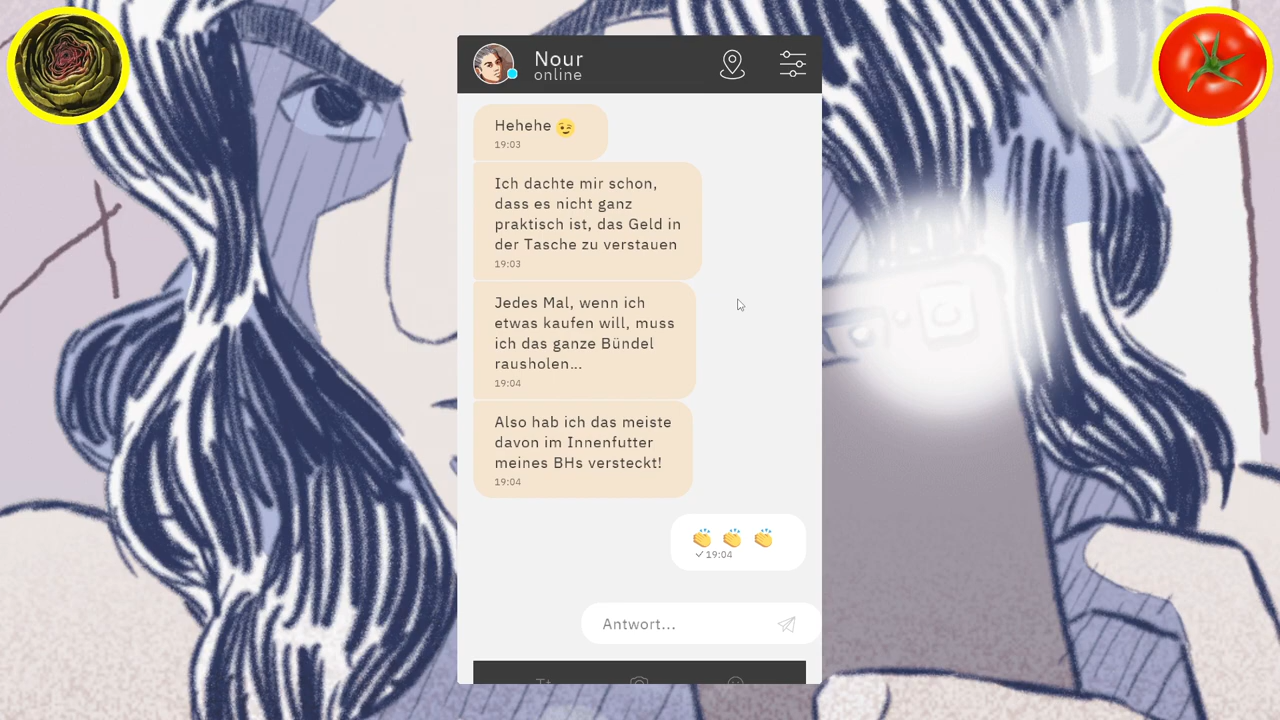 Nour
online
Hehehe 😉
19:03
Ich dachte mir schon,
dass es nicht ganz
praktisch ist, das Geld in
der Tasche zu verstauen
19:03
Jedes Mal, wenn ich
etwas kaufen will, muss
ich das ganze Bündel
rausholen...
19:04
Also hab ich das meiste
davon im Innenfutter
meines BHs versteckt!
19:04
👏 👏 👏
✓19:04
Antwort...
Tt